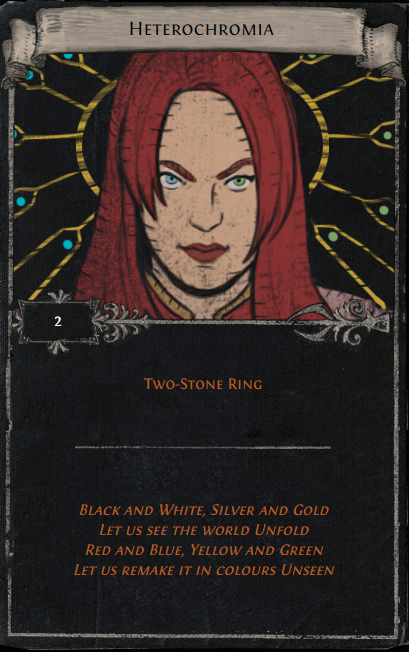 Heterochromia
2
Two-Stone Ring
Black and White, Silver and Gold
Let us see the world Unfold
Red and Blue, Yellow and Green
Let us remake it in colours Unseen